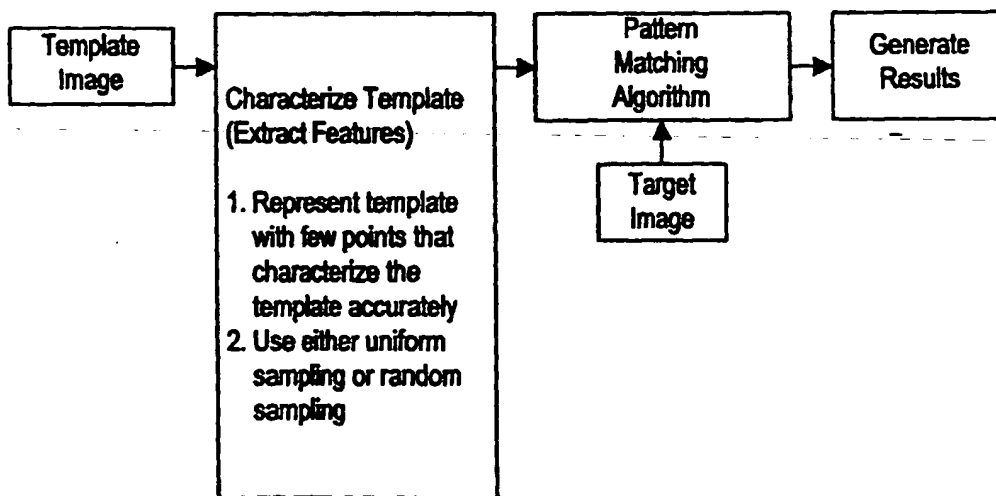 Template
Image
Characterize Template
(Extract Features)
1. Represent template
with few points that
characterize the
template accurately
2. Use either uniform
sampling or random
sampling
Pattern
Matching
Algorithm
Target
Image
Generate
Results